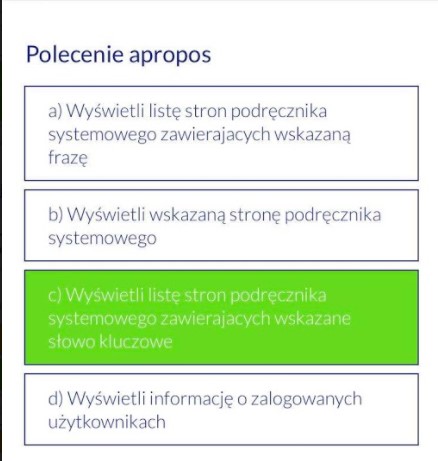 Polecenie apropos
a) Wyświetli listę stron podręcznika
systemowego zawierajacych wskazaną
frazę
b) Wyświetli wskazaną stronę podręcznika
systemowego
c) Wyświetli listę stron podręcznika
systemowego zawierajacych wskazane
słowo kluczowe
d) Wyświetli informację o zalogowanych
użytkownikach